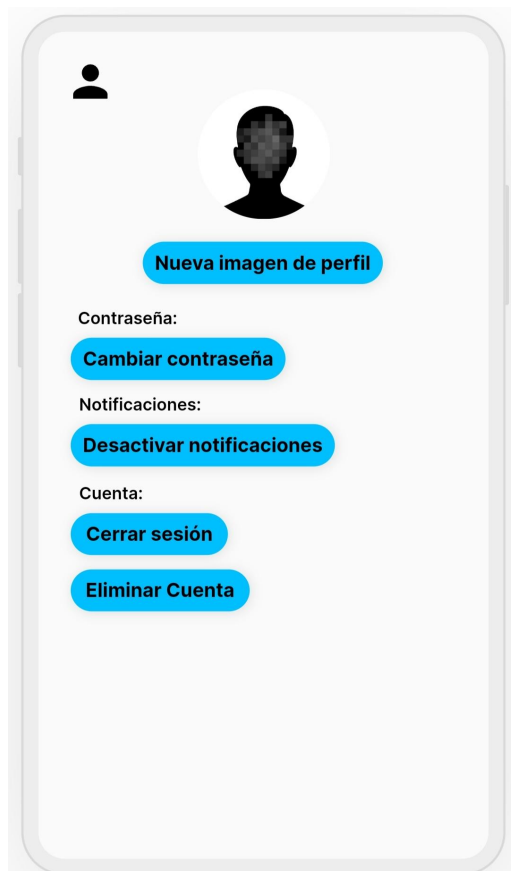 Nueva imagen de perfil
Contraseña:
Cambiar contraseña
Notificaciones:
Desactivar notificaciones
Cuenta:
Cerrar sesión
Eliminar Cuenta